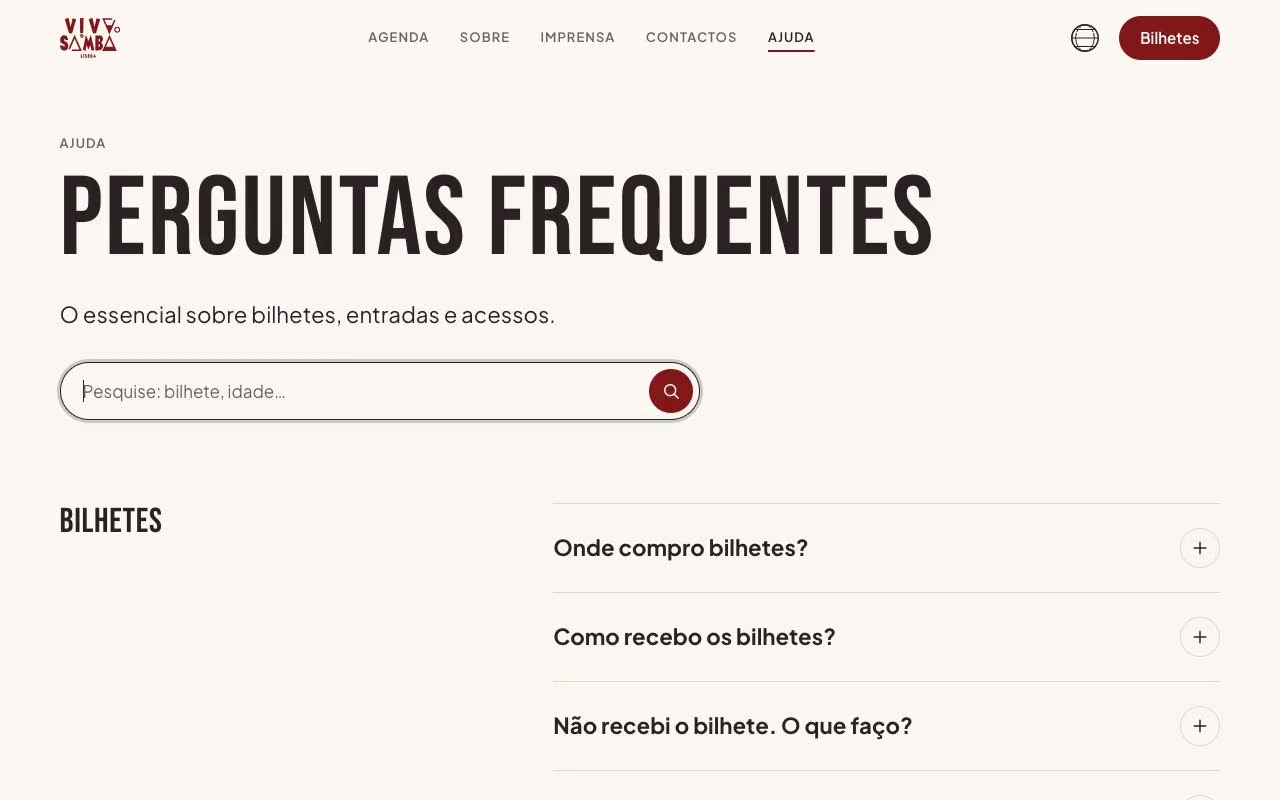 VIVO
SAMBA
LISBOA
AGENDA SOBRE IMPRENSA CONTACTOS AJUDA
Bilhetes
AJUDA
PERGUNTAS FREQUENTES
O essencial sobre bilhetes, entradas e acessos.
Pesquise: bilhete, idade…
BILHETES
Onde compro bilhetes?
Como recebo os bilhetes?
Não recebi o bilhete. O que faço?